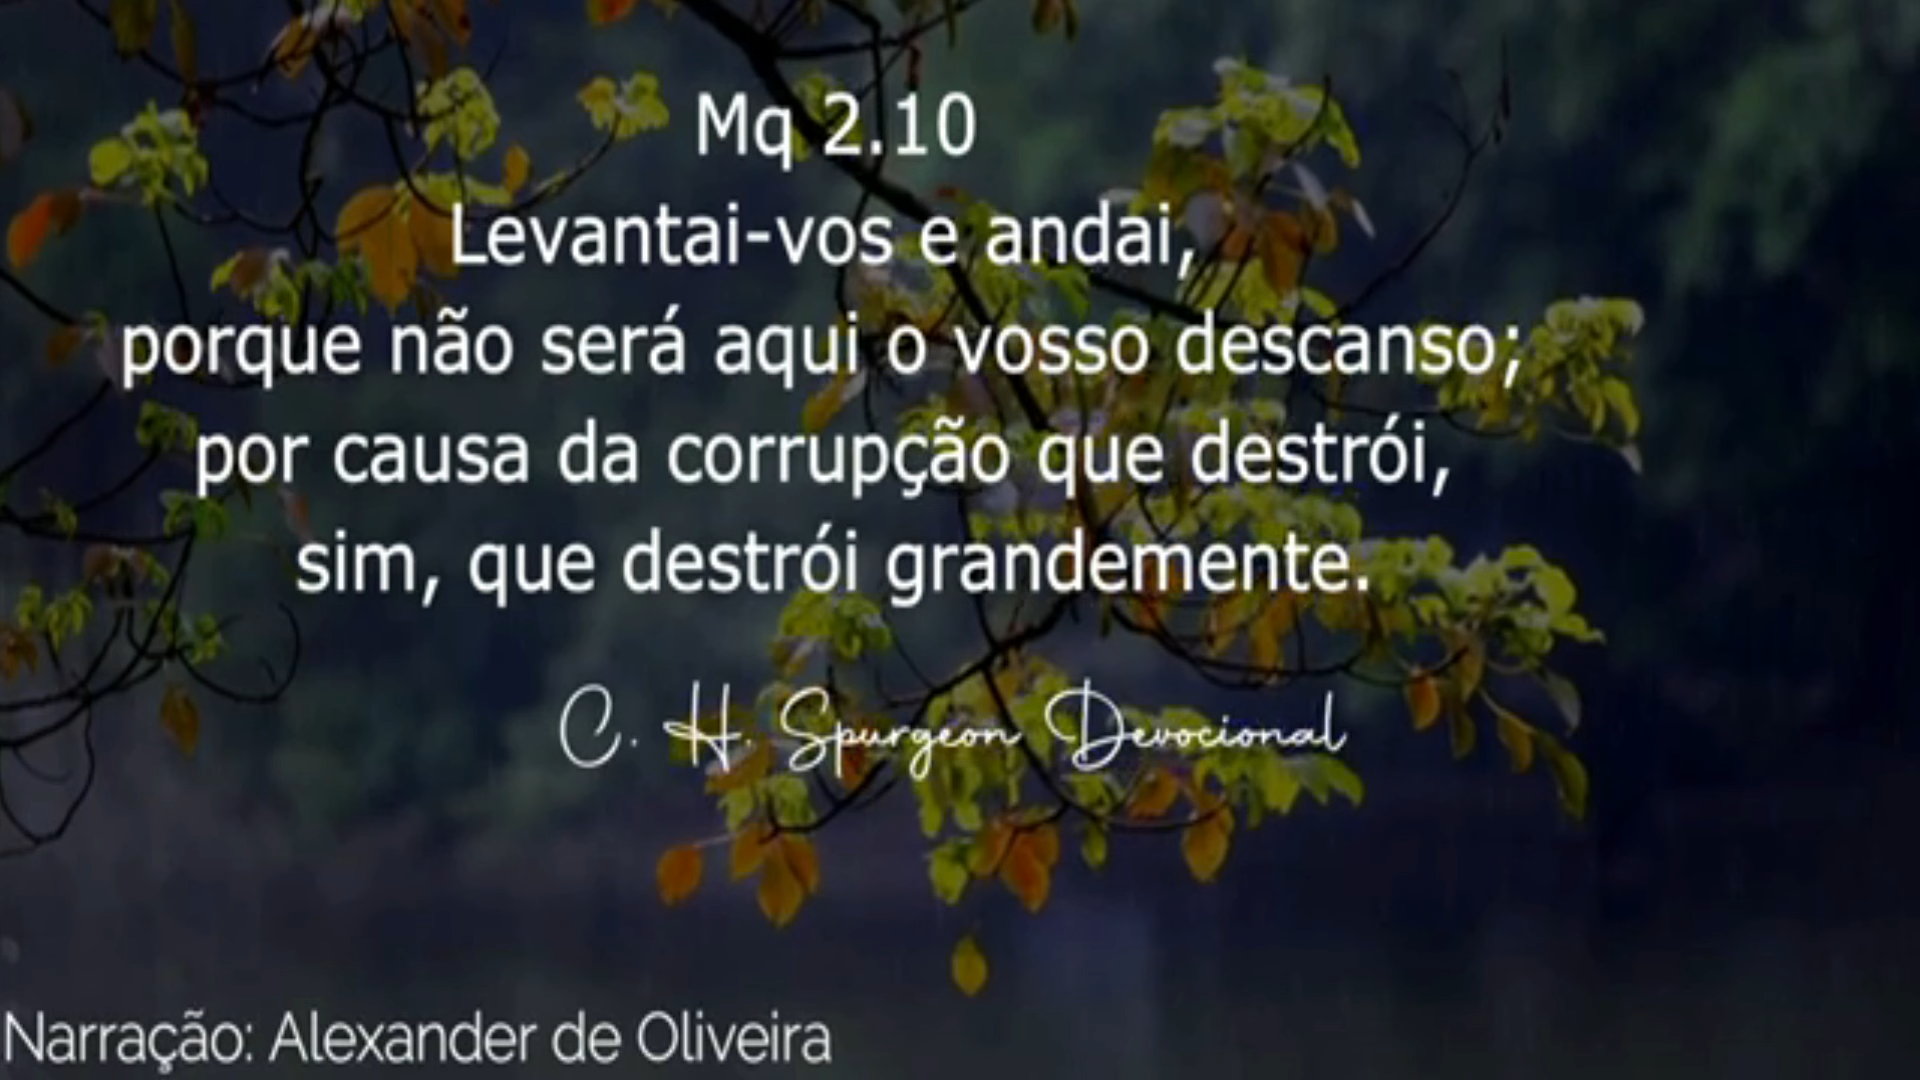 Mq 2.10
Levantai-vos e andai,
porque não será aqui o vosso descanso;
por causa da corrupção que destrói,
sim, que destrói grandemente.
C. H. Spurgeon Devocional
Narração: Alexander de Oliveira